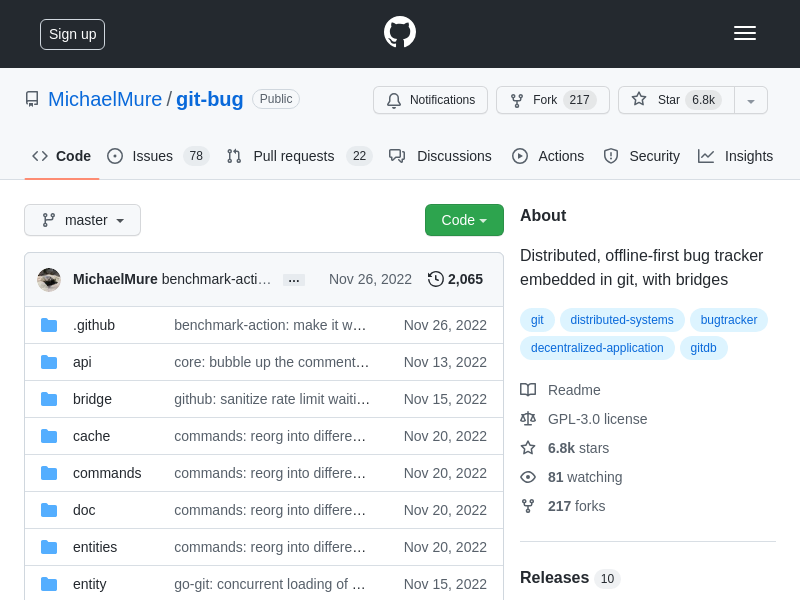 Sign up
MichaelMure / git-bug Public
Notifications
Fork 217
Star 6.8k
Code
Issues 78
Pull requests 22
Discussions
Actions
Security
Insights
master
Code
MichaelMure benchmark-acti… … Nov 26, 2022 2,065
.github benchmark-action: make it w… Nov 26, 2022
api core: bubble up the comment… Nov 13, 2022
bridge github: sanitize rate limit waiti… Nov 15, 2022
cache commands: reorg into differe… Nov 20, 2022
commands commands: reorg into differe… Nov 20, 2022
doc commands: reorg into differe… Nov 20, 2022
entities commands: reorg into differe… Nov 20, 2022
entity go-git: concurrent loading of … Nov 15, 2022
About
Distributed, offline-first bug tracker
embedded in git, with bridges
git distributed-systems bugtracker
decentralized-application gitdb
Readme
GPL-3.0 license
6.8k stars
81 watching
217 forks
Releases 10